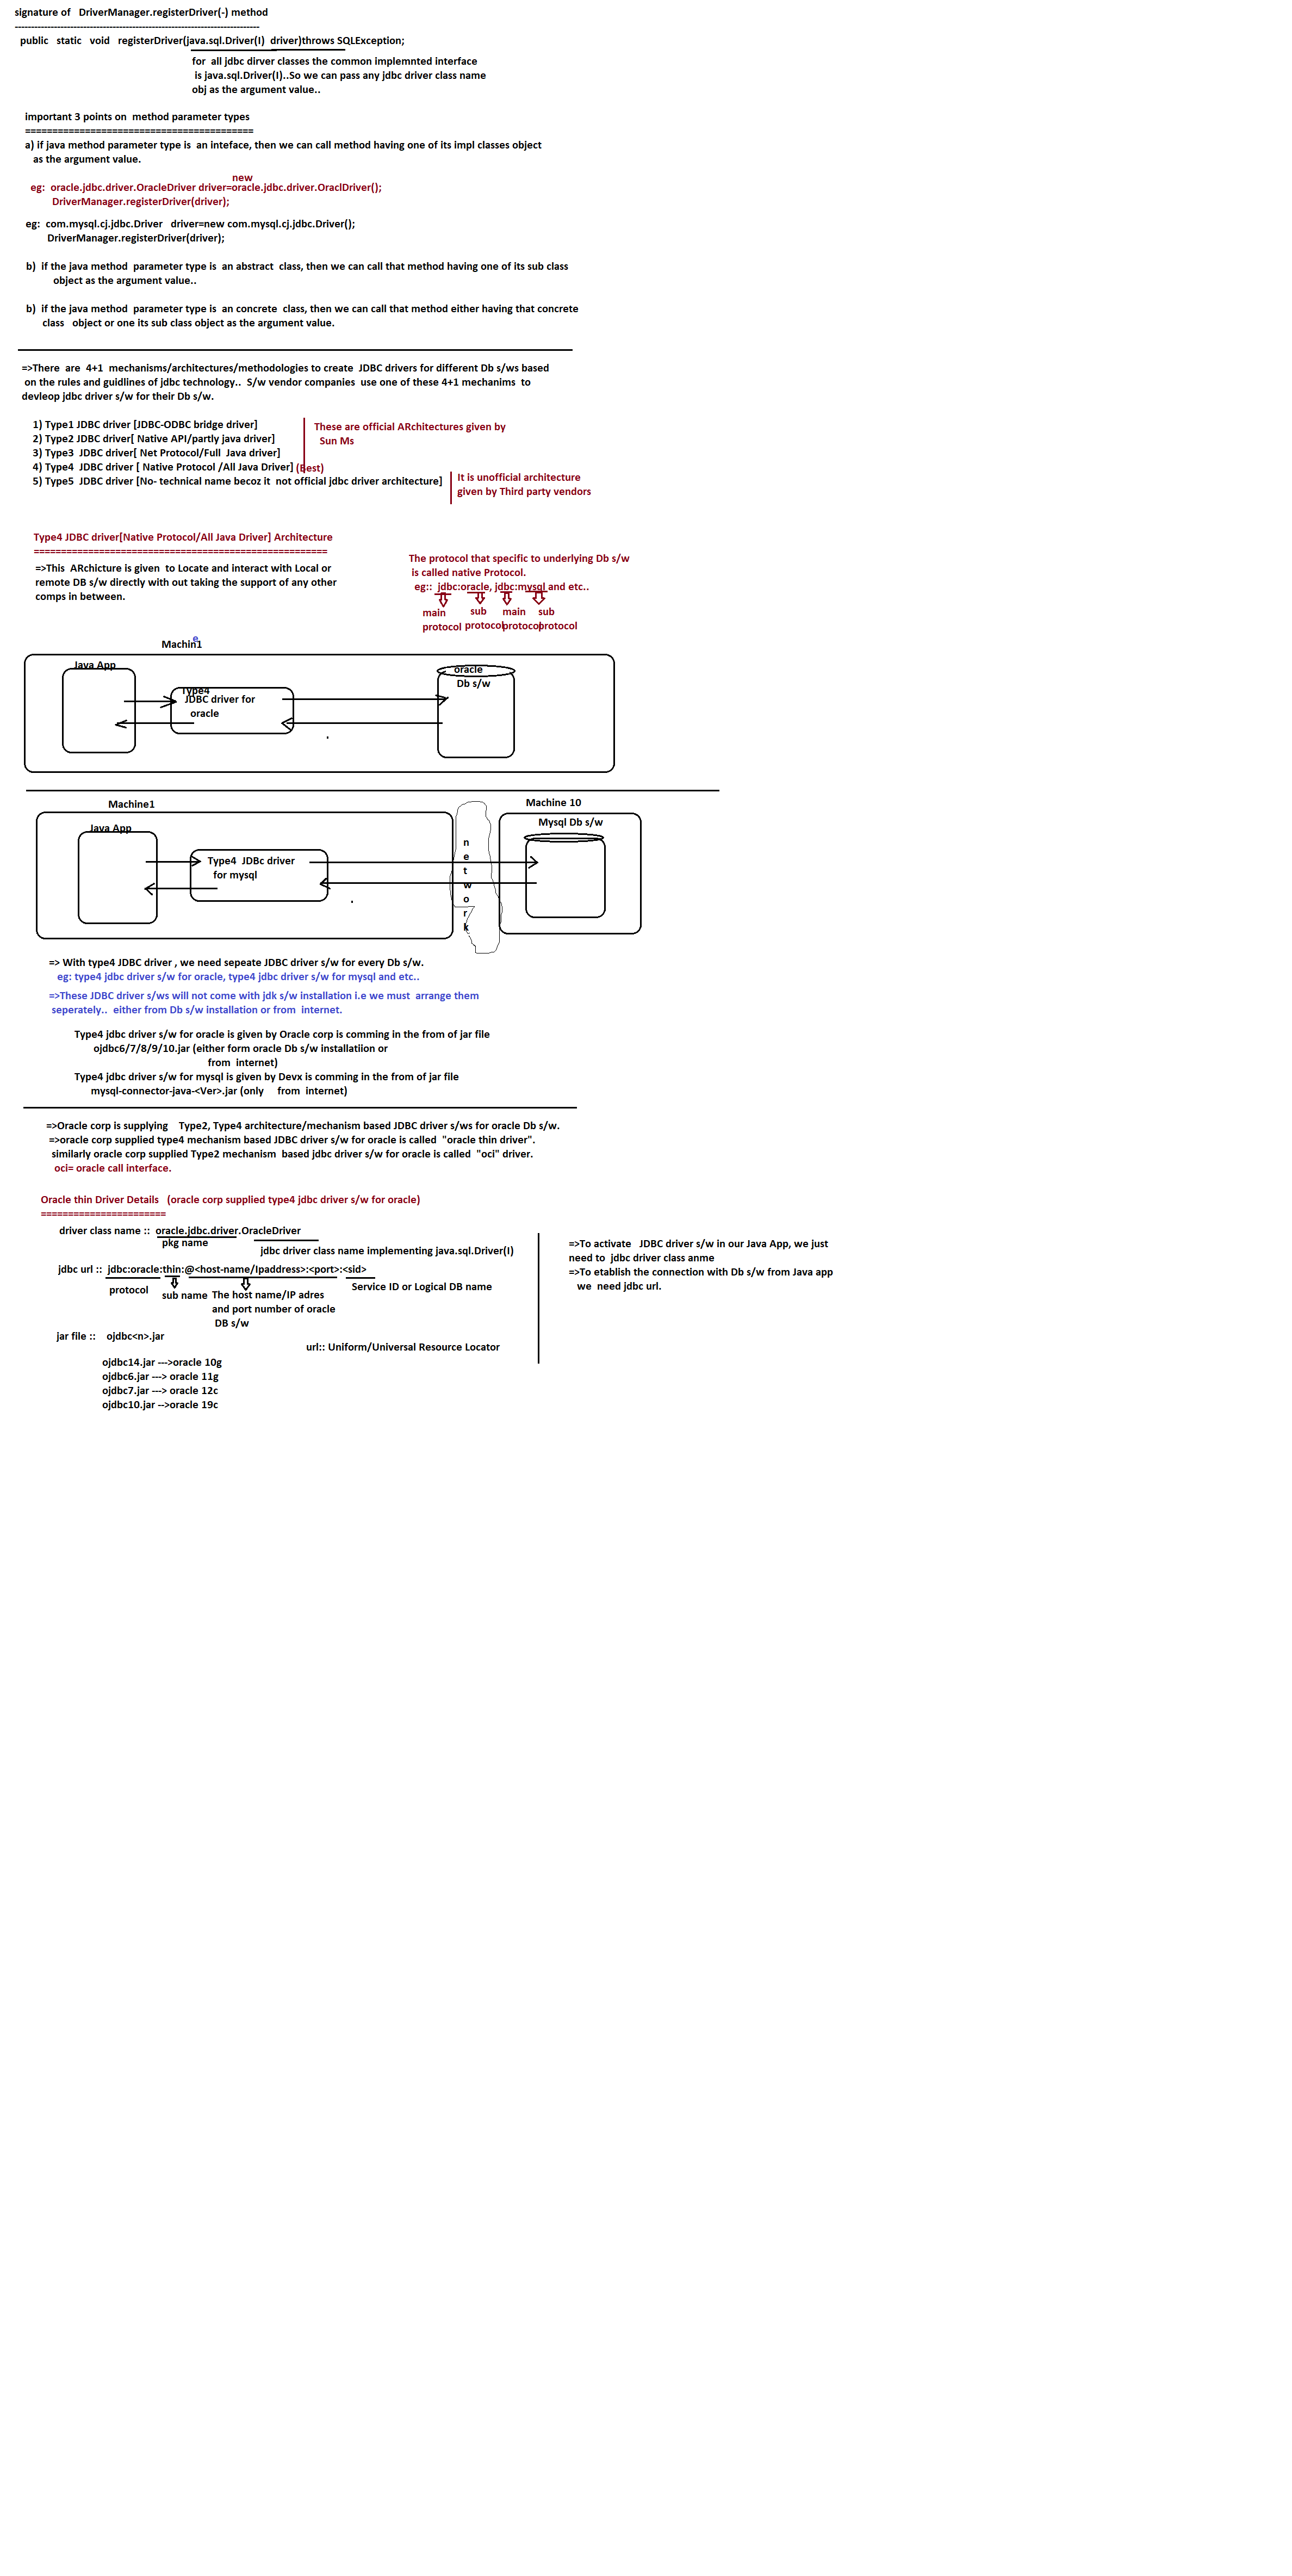 signature of DriverManager.registerDriver(-) method
--------------------------------------------------------------------------
public static void registerDriver(java.sql.Driver(I) driver)throws SQLException;
for all jdbc dirver classes the common implemnted interface
is java.sql.Driver(I)..So we can pass any jdbc driver class name
obj as the argument value..
important 3 points on method parameter types
==========================================
a) if java method parameter type is an inteface, then we can call method having one of its impl classes object
as the argument value.
new
eg: oracle.jdbc.driver.OracleDriver driver=oracle.jdbc.driver.OraclDriver();
DriverManager.registerDriver(driver);
eg: com.mysql.cj.jdbc.Driver driver=new com.mysql.cj.jdbc.Driver();
DriverManager.registerDriver(driver);
b) if the java method parameter type is an abstract class, then we can call that method having one of its sub class
object as the argument value..
b) if the java method parameter type is an concrete class, then we can call that method either having that concrete
class object or one its sub class object as the argument value.
=>There are 4+1 mechanisms/architectures/methodologies to create JDBC drivers for different Db s/ws based
on the rules and guidlines of jdbc technology.. S/w vendor companies use one of these 4+1 mechanims to
devleop jdbc driver s/w for their Db s/w.
1) Type1 JDBC driver [JDBC-ODBC bridge driver]
2) Type2 JDBC driver[ Native API/partly java driver]
3) Type3 JDBC driver[ Net Protocol/Full Java driver]
4) Type4 JDBC driver [ Native Protocol /All Java Driver] (Best)
5) Type5 JDBC driver [No- technical name becoz it not official jdbc driver architecture]
These are official ARchitectures given by
Sun Ms
It is unofficial architecture
given by Third party vendors
Type4 JDBC driver[Native Protocol/All Java Driver] Architecture
======================================================
=>This ARchicture is given to Locate and interact with Local or
remote DB s/w directly with out taking the support of any other
comps in between.
The protocol that specific to underlying Db s/w
is called native Protocol.
eg:: jdbc:oracle, jdbc:mysql and etc..
main sub main sub
protocol protocol protocol protocol
e
Machin1
Java App
Type4
JDBC driver for
oracle
oracle
Db s/w
Machine1
Machine 10
Java App
Type4 JDBc driver
for mysql
n
e
t
w
o
r
k
Mysql Db s/w
=> With type4 JDBC driver , we need sepeate JDBC driver s/w for every Db s/w.
eg: type4 jdbc driver s/w for oracle, type4 jdbc driver s/w for mysql and etc..
=>These JDBC driver s/ws will not come with jdk s/w installation i.e we must arrange them
seperately.. either from Db s/w installation or from internet.
Type4 jdbc driver s/w for oracle is given by Oracle corp is comming in the from of jar file
ojdbc6/7/8/9/10.jar (either form oracle Db s/w installatiion or
from internet)
Type4 jdbc driver s/w for mysql is given by Devx is comming in the from of jar file
mysql-connector-java-<Ver>.jar (only from internet)
=>Oracle corp is supplying Type2, Type4 architecture/mechanism based JDBC driver s/ws for oracle Db s/w.
=>oracle corp supplied type4 mechanism based JDBC driver s/w for oracle is called "oracle thin driver".
similarly oracle corp supplied Type2 mechanism based jdbc driver s/w for oracle is called "oci" driver.
oci= oracle call interface.
Oracle thin Driver Details (oracle corp supplied type4 jdbc driver s/w for oracle)
=======================
driver class name :: oracle.jdbc.driver.OracleDriver
pkg name
jdbc driver class name implementing java.sql.Driver(I)
jdbc url :: jdbc:oracle:thin:@<host-name/Ipaddress>:<port>:<sid>
protocol
sub name
The host name/IP adres
and port number of oracle
DB s/w
Service ID or Logical DB name
jar file :: ojdbc<n>.jar
url:: Uniform/Universal Resource Locator
ojdbc14.jar --->oracle 10g
ojdbc6.jar ---> oracle 11g
ojdbc7.jar ---> oracle 12c
ojdbc10.jar -->oracle 19c
=>To activate JDBC driver s/w in our Java App, we just
need to jdbc driver class anme
=>To etablish the connection with Db s/w from Java app
we need jdbc url.